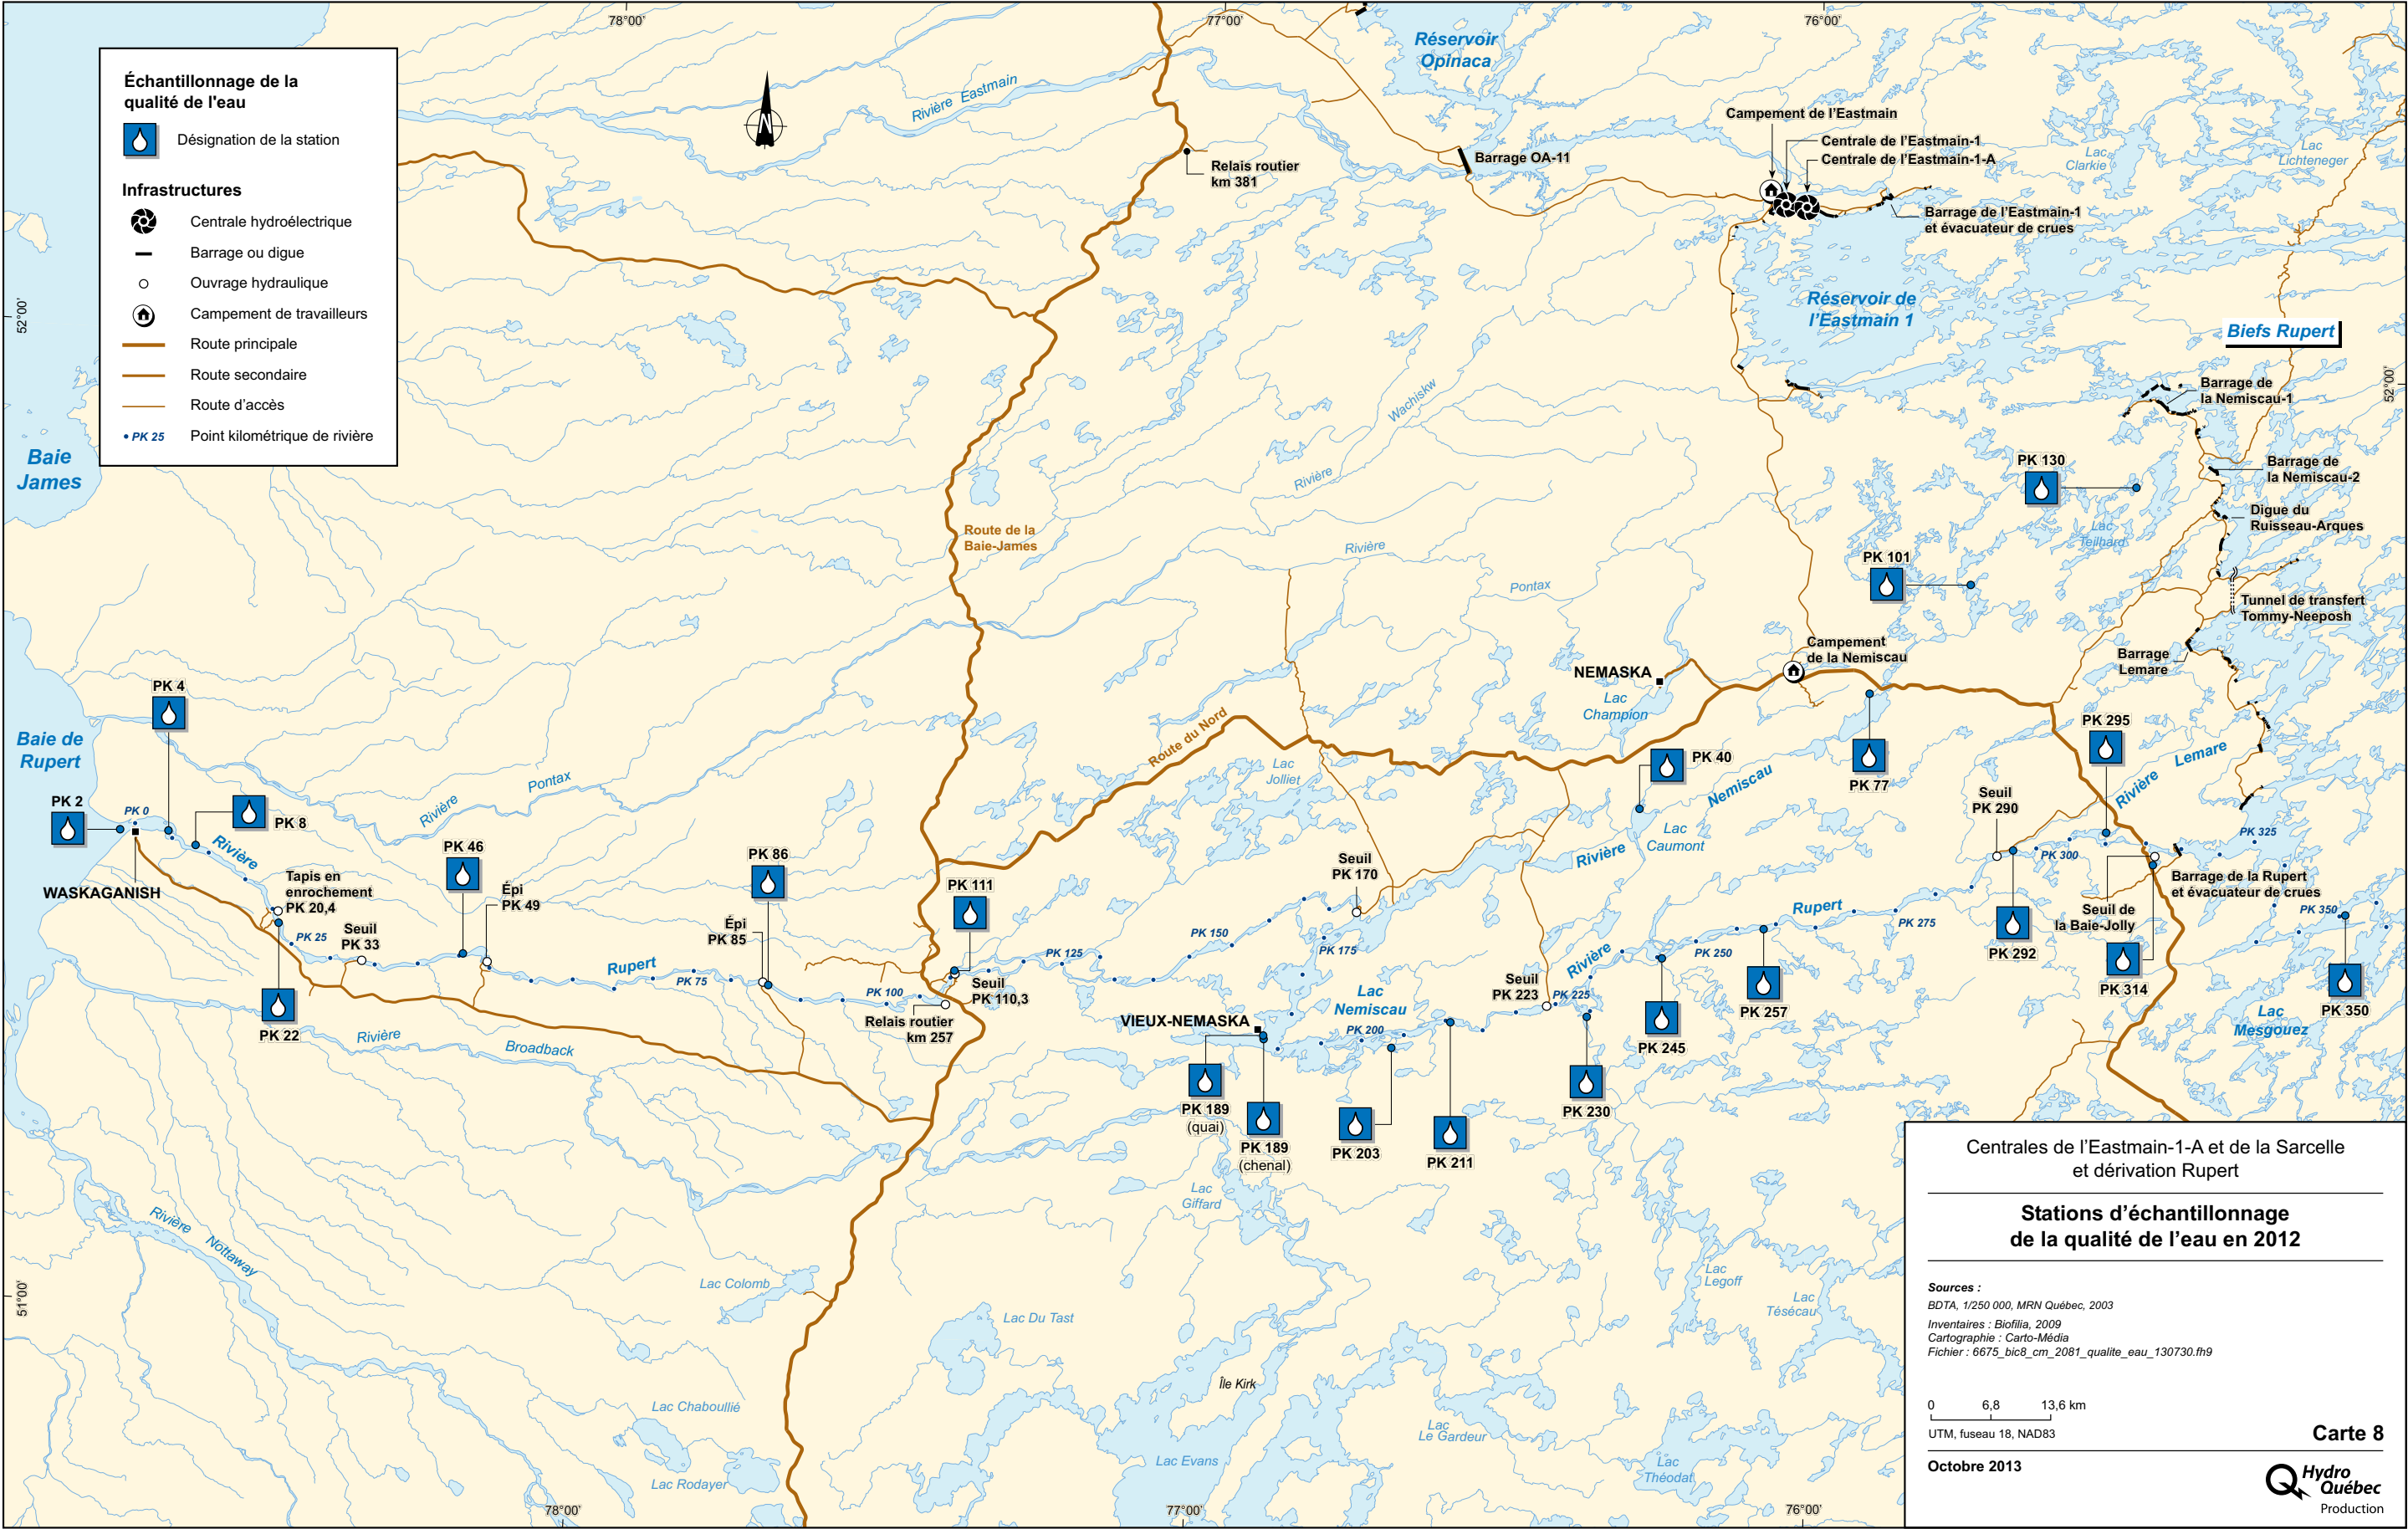 78°00'
77°00'
76°00'
Échantillonnage de la
qualité de l'eau
Désignation de la station
Infrastructures
Centrale hydroélectrique
Barrage ou digue
Ouvrage hydraulique
Campement de travailleurs
Route principale
Route secondaire
Route d'accès
PK 25
Point kilométrique de rivière
N
Rivière Eastmain
Réservoir
Opinaca
Relais routier
km 381
Barrage OA-11
Campement de l'Eastmain
Centrale de l'Eastmain-1
Centrale de l'Eastmain-1-A
Barrage de l'Eastmain-1
et évacuateur de crues
Lac
Clarkie
Lac
Lichteneger
52°00'
52°00'
Réservoir de
l'Eastmain 1
Biefs Rupert
Barrage de
la Nemiscau-1
Barrage de
la Nemiscau-2
Digue du
Ruisseau-Arques
Lac
Teilhard
PK 130
PK 101
Tunnel de transfert
Tommy-Neeposh
Barrage
Lemare
Baie
James
Rivière
Wachiskw
Route de la
Baie-James
Rivière
Pontax
Campement
de la Nemiscau
NEMASKA
Lac
Champion
PK 4
Baie de
Rupert
PK 2
PK 0
PK 8
Rivière
WASKAGANISH
Rivière
Pontax
Route du Nord
Lac
Jolliet
PK 40
PK 77
Nemiscau
Rivière
Lac
Caumont
PK 295
Rivière
Lemare
Seuil
PK 290
PK 300
PK 325
Barrage de la Rupert
et évacuateur de crues
Seuil de
la Baie-Jolly
PK 292
PK 314
PK 350
PK 350
Lac
Mesgouez
Tapis en
enrochement
PK 20,4
PK 25
Seuil
PK 33
PK 22
PK 46
Épi
PK 49
Rupert
PK 75
PK 86
Épi
PK 85
PK 100
PK 111
Seuil
PK 110,3
Relais routier
km 257
PK 125
PK 150
Seuil
PK 170
PK 175
Lac
Nemiscau
VIEUX-NEMASKA
PK 200
Seuil
PK 223
PK 225
Rivière
PK 250
Rupert
PK 275
PK 189
(quai)
PK 189
(chenal)
PK 203
PK 211
PK 230
PK 245
PK 257
Rivière
Broadback
Rivière
Nottaway
51°00'
Lac
Giffard
Lac Colomb
Lac Du Tast
Île Kirk
Lac Chaboullié
Lac Rodayer
Lac Evans
Lac
Le Gardeur
Lac
Legoff
Lac
Tésécau
Lac
Théodat
78°00'
77°00'
76°00'
Centrales de l'Eastmain-1-A et de la Sarcelle
et dérivation Rupert
Stations d'échantillonnage
de la qualité de l'eau en 2012
Sources :
BDTA, 1/250 000, MRN Québec, 2003
Inventaires : Biofilia, 2009
Cartographie : Carto-Média
Fichier : 6675_bic8_cm_2081_qualite_eau_130730.fh9
0 6,8 13,6 km
UTM, fuseau 18, NAD83
Carte 8
Octobre 2013
Hydro
Québec
Production